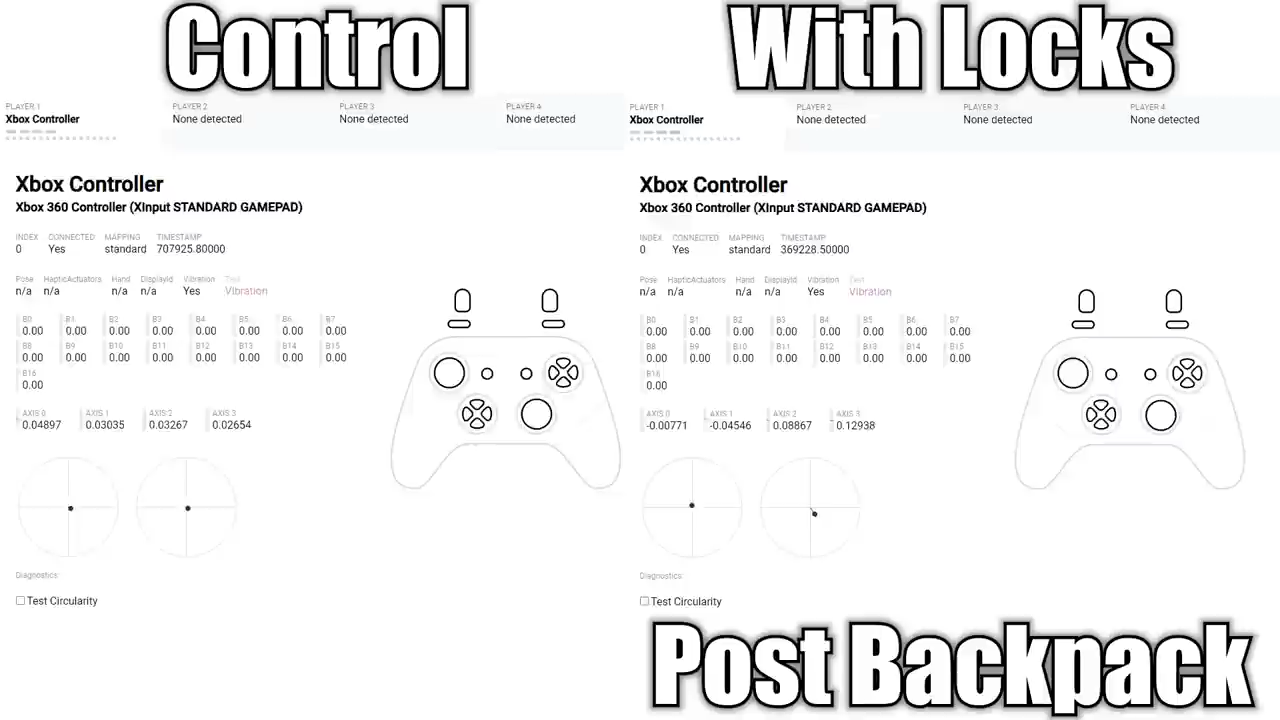 Control
With Locks
PLAYER 1 PLAYER 2 PLAYER 3 PLAYER 4
Xbox Controller None detected None detected None detected
PLAYER 1 PLAYER 2 PLAYER 3 PLAYER 4
Xbox Controller None detected None detected None detected
Xbox Controller
Xbox 360 Controller (XInput STANDARD GAMEPAD)
INDEX CONNECTED MAPPING TIMESTAMP
0 Yes standard 707925.80000
Pose HapticActuators Hand DisplayId Vibration Test
n/a n/a n/a n/a Yes Vibration
B0 B1 B2 B3 B4 B5 B6 B7
0.00 0.00 0.00 0.00 0.00 0.00 0.00 0.00
B8 B9 B10 B11 B12 B13 B14 B15
0.00 0.00 0.00 0.00 0.00 0.00 0.00 0.00
B16
0.00
AXIS 0 AXIS 1 AXIS 2 AXIS 3
0.04897 0.03035 0.03267 0.02654
Diagnostics
Test Circularity
Xbox Controller
Xbox 360 Controller (XInput STANDARD GAMEPAD)
INDEX CONNECTED MAPPING TIMESTAMP
0 Yes standard 369228.50000
Pose HapticActuators Hand DisplayId Vibration Test
n/a n/a n/a n/a Yes Vibration
B0 B1 B2 B3 B4 B5 B6 B7
0.00 0.00 0.00 0.00 0.00 0.00 0.00 0.00
B8 B9 B10 B11 B12 B13 B14 B15
0.00 0.00 0.00 0.00 0.00 0.00 0.00 0.00
B16
0.00
AXIS 0 AXIS 1 AXIS 2 AXIS 3
-0.00771 -0.04546 0.08867 0.12938
Diagnostics
Test Circularity
Post Backpack